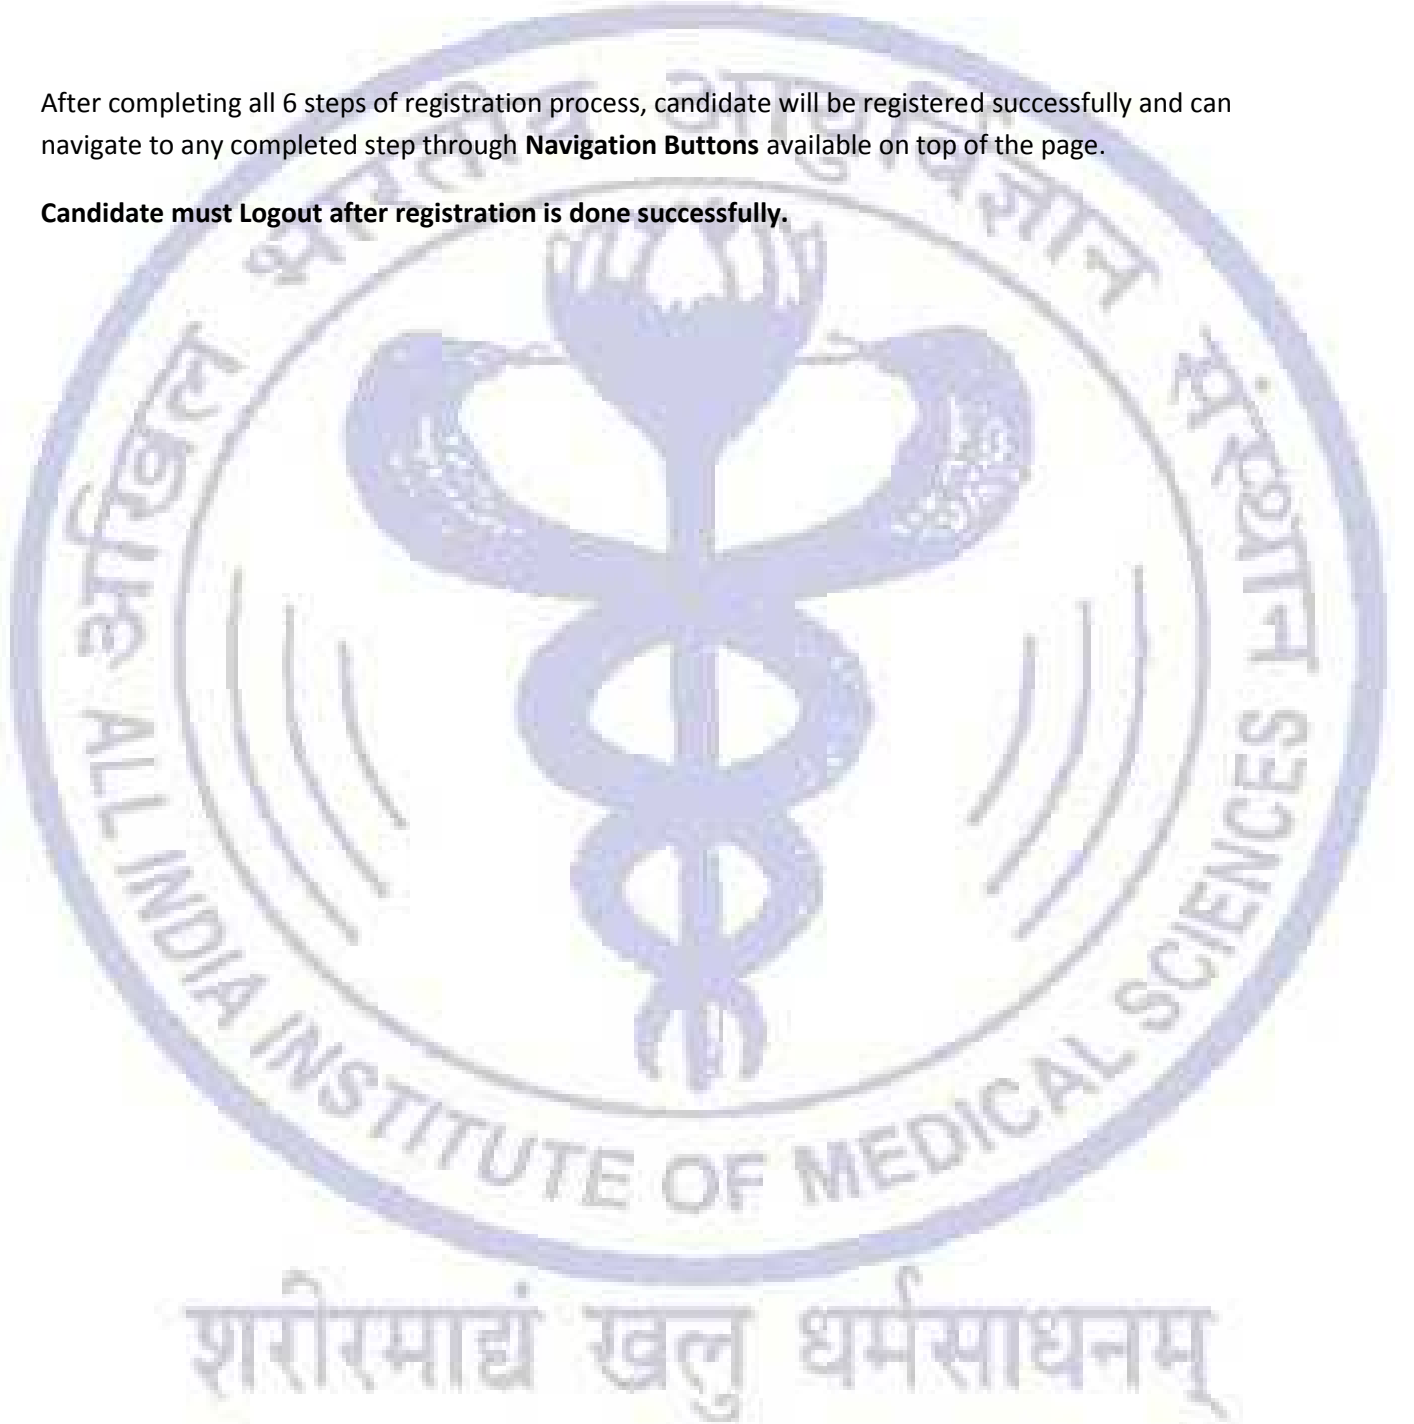 After completing all 6 steps of registration process, candidate will be registered successfully and can
navigate to any completed step through Navigation Buttons available on top of the page.
Candidate must Logout after registration is done successfully.
अखिल भारतीय आयुर्विज्ञान संस्थान
ALL INDIA INSTITUTE OF MEDICAL SCIENCES
शरीरमाद्यं खलु धर्मसाधनम्